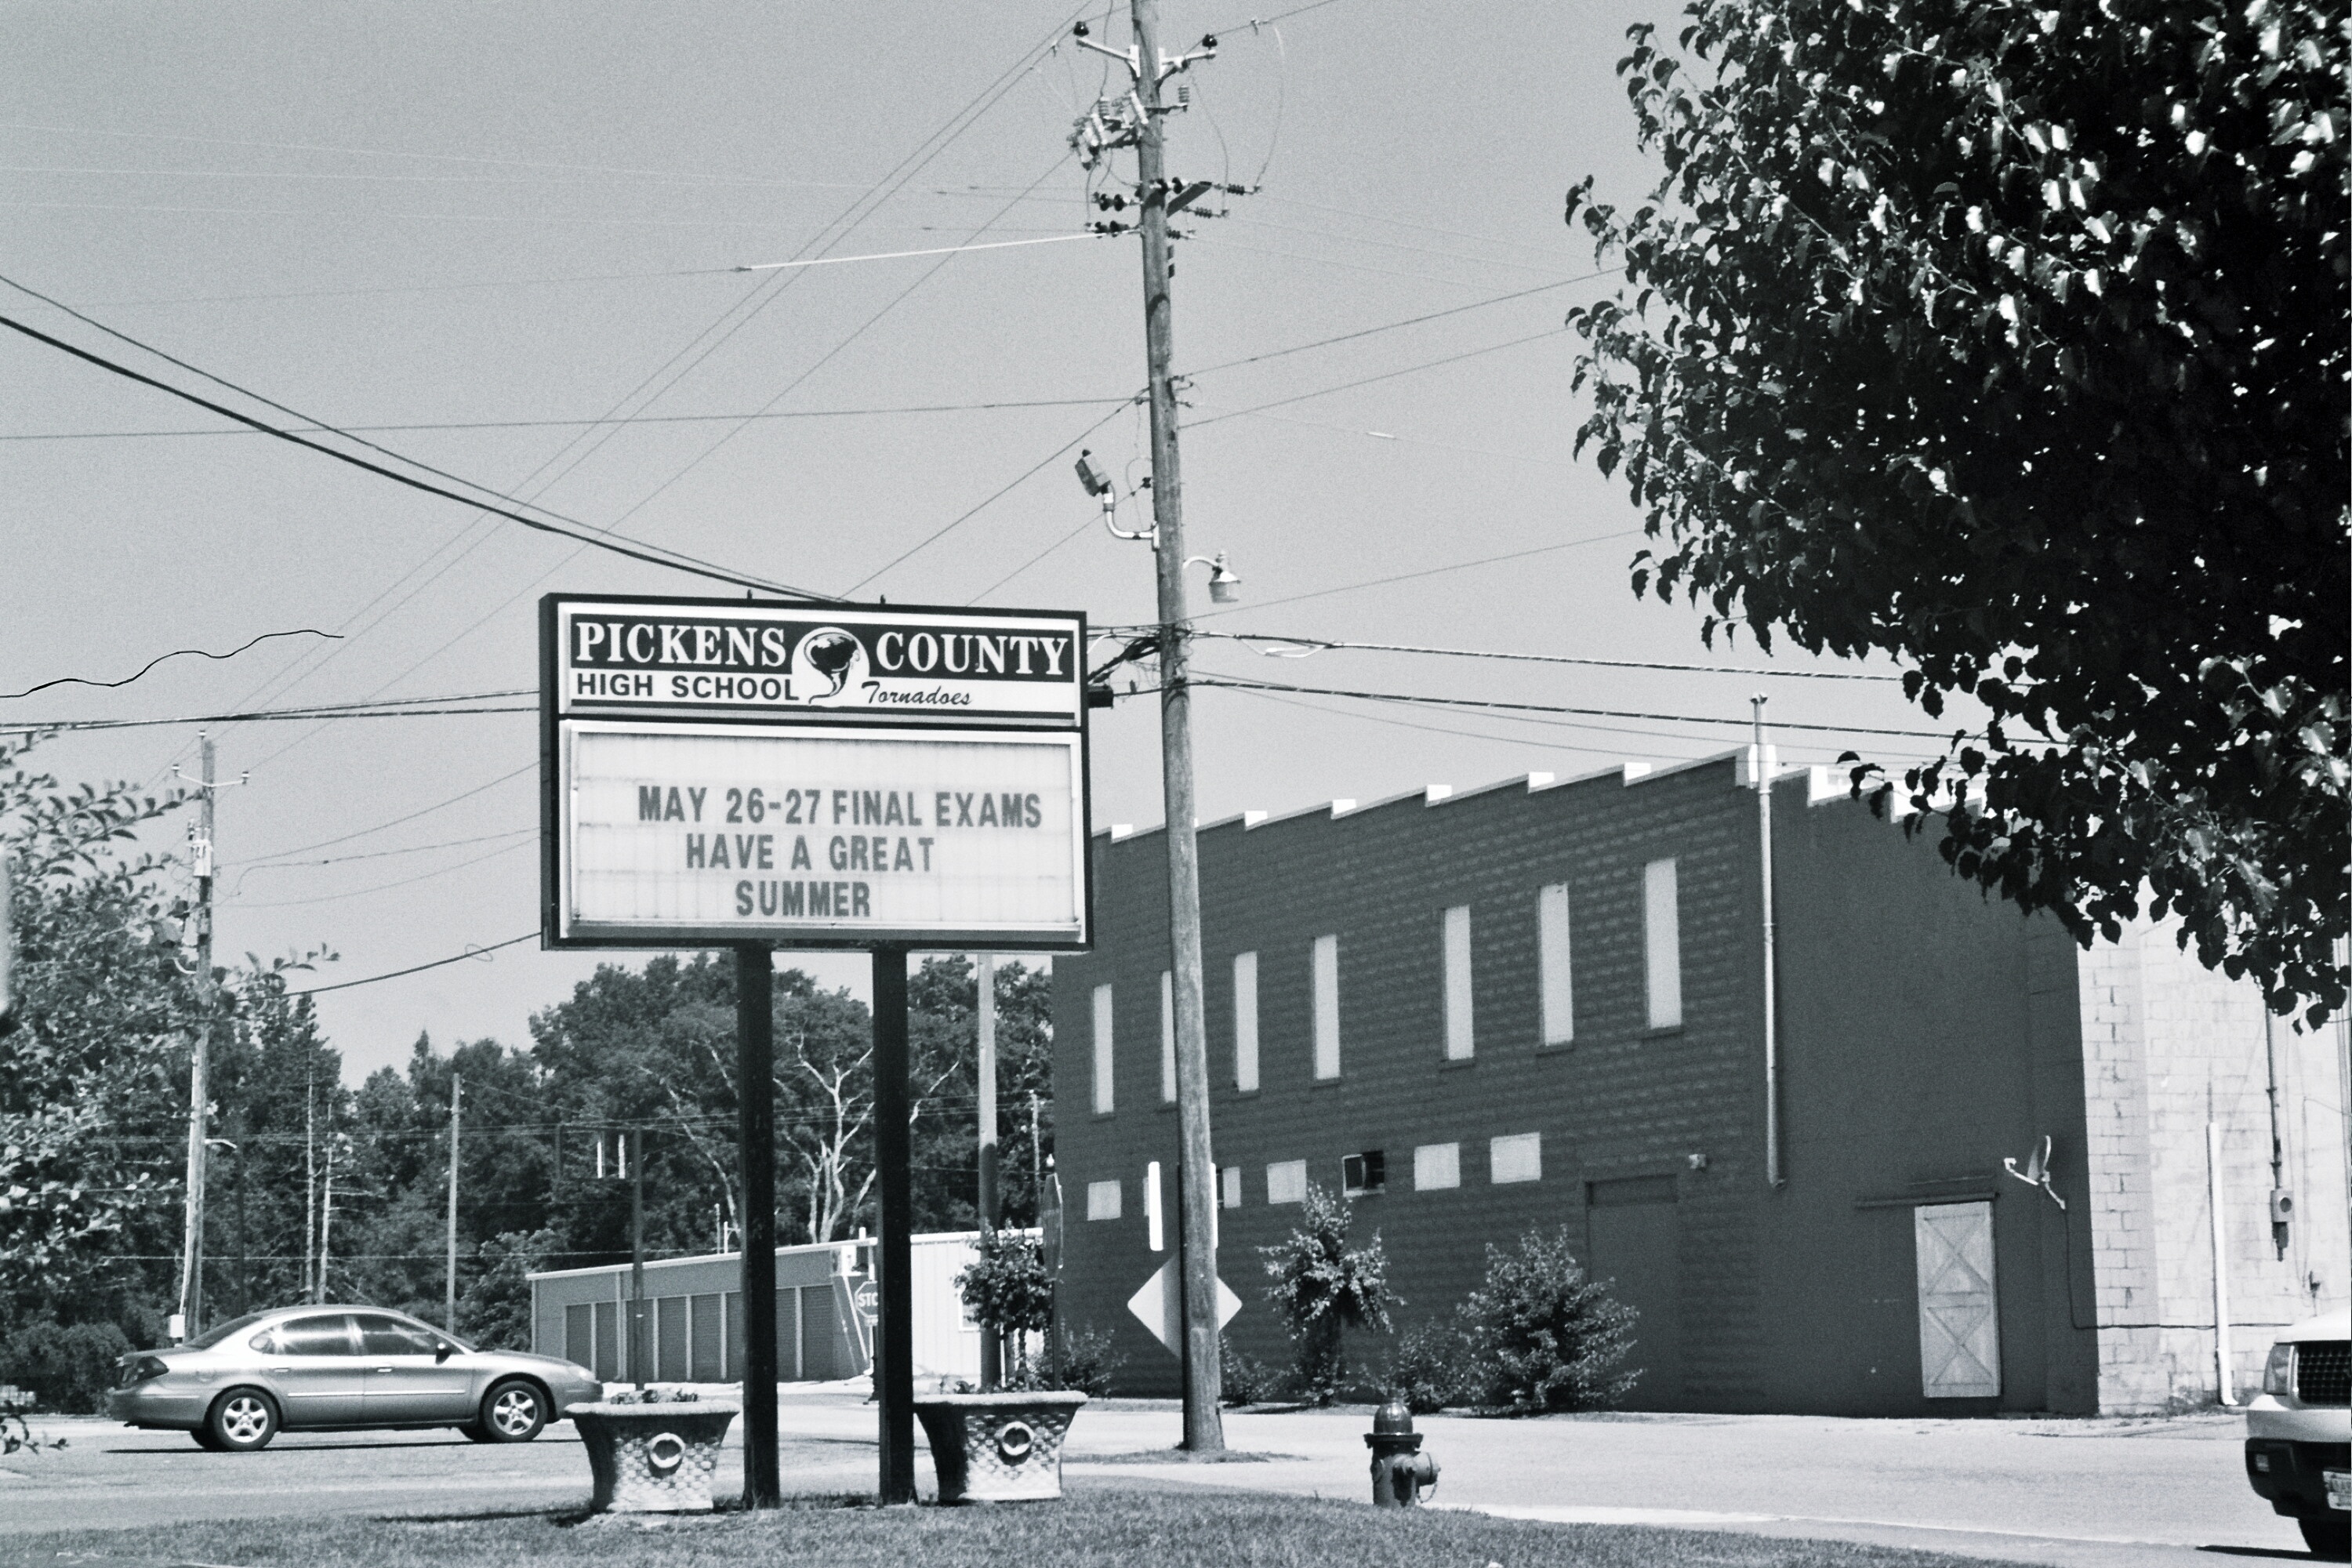 PICKENS COUNTY
HIGH SCHOOL Tornadoes
MAY 26-27 FINAL EXAMS
HAVE A GREAT
SUMMER